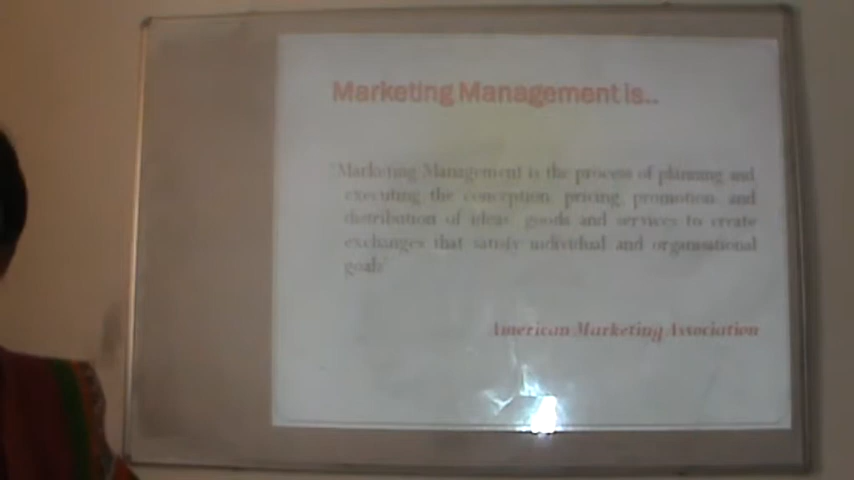 Marketing Management is..
"Marketing Management is the process of planning and
executing the conception, pricing, promotion and
distribution of ideas, goods and services to create
exchanges that satisfy individual and organisational
goals"
American Marketing Association